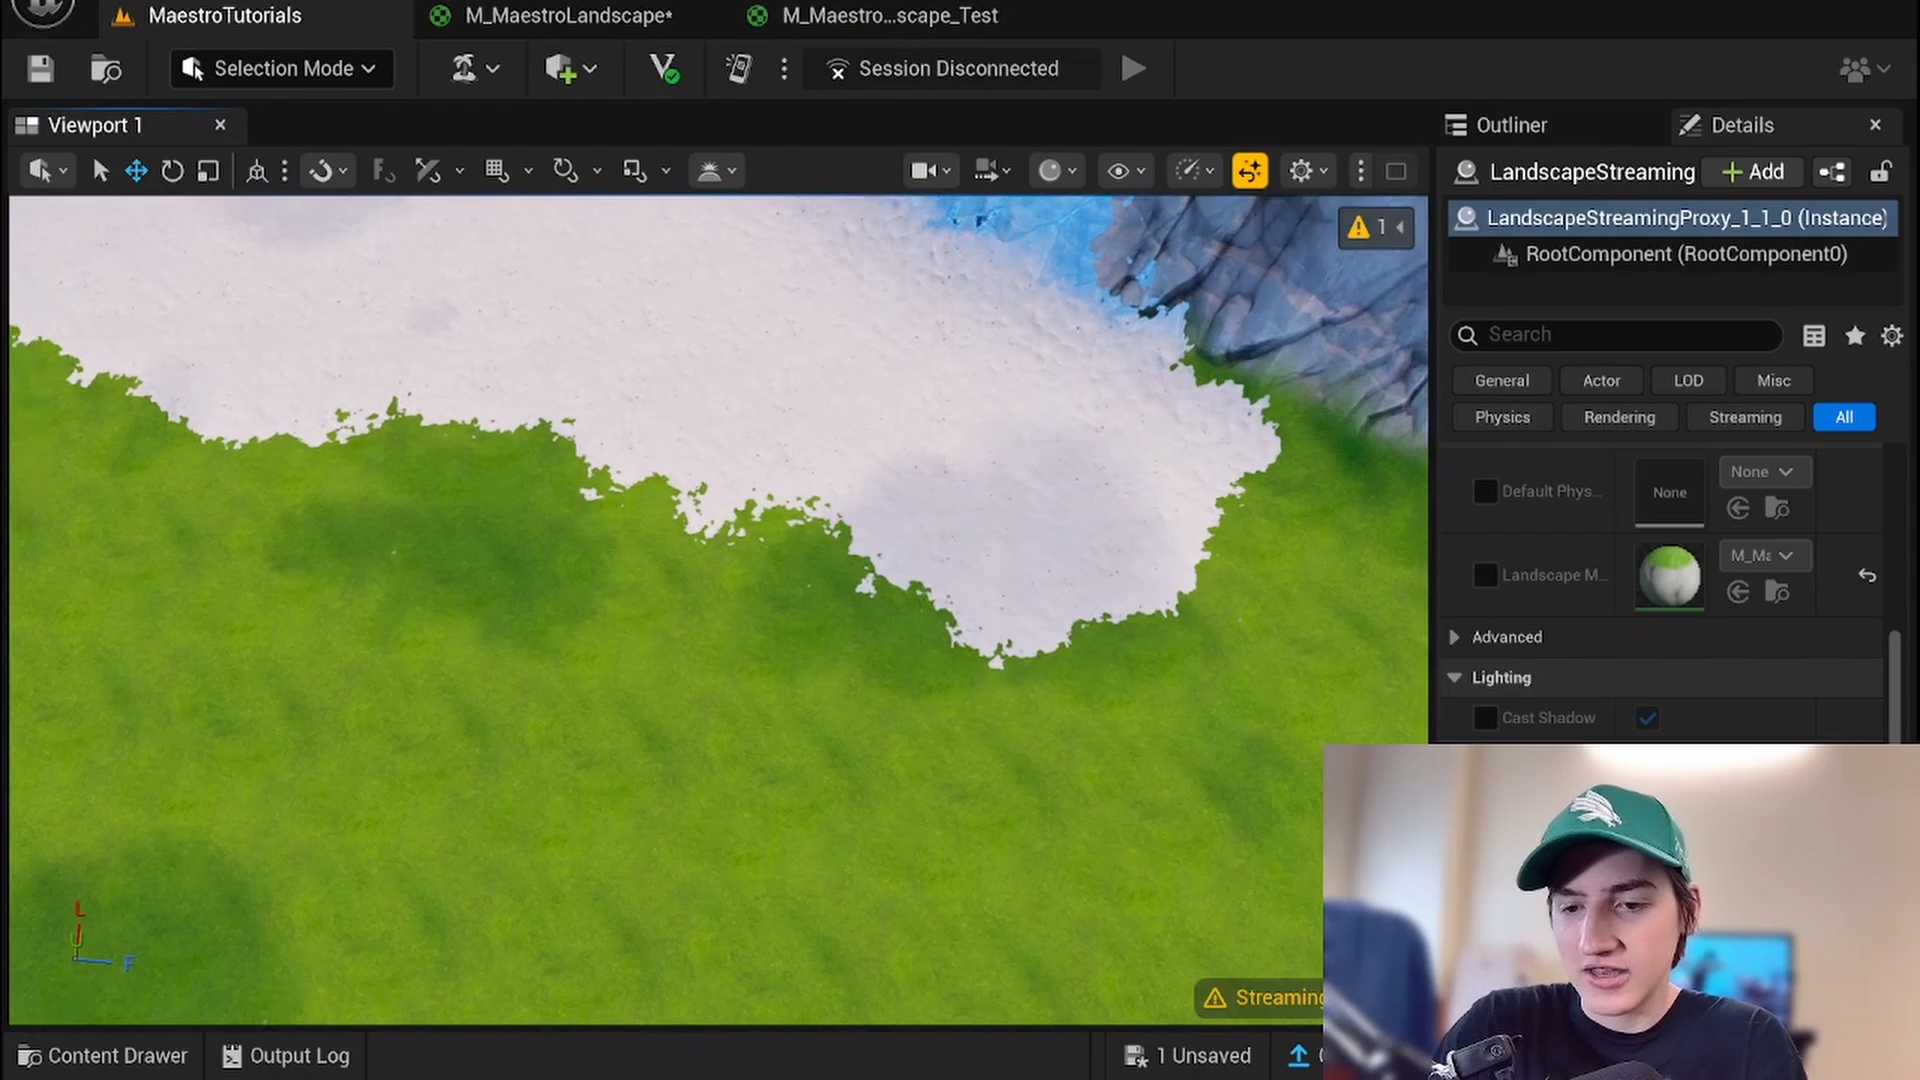 MaestroTutorials
M_MaestroLandscape*
M_Maestro...scape_Test
Selection Mode
Session Disconnected
Viewport 1
Outliner
Details
LandscapeStreaming
Add
1
LandscapeStreamingProxy_1_1_0 (Instance)
RootComponent (RootComponent0)
Search
General
Actor
LOD
Misc
Physics
Rendering
Streaming
All
Default Phys...
None
None
Landscape M...
M_Ma
Advanced
Lighting
Cast Shadow
L
U
F
Streaming
Content Drawer
Output Log
1 Unsaved